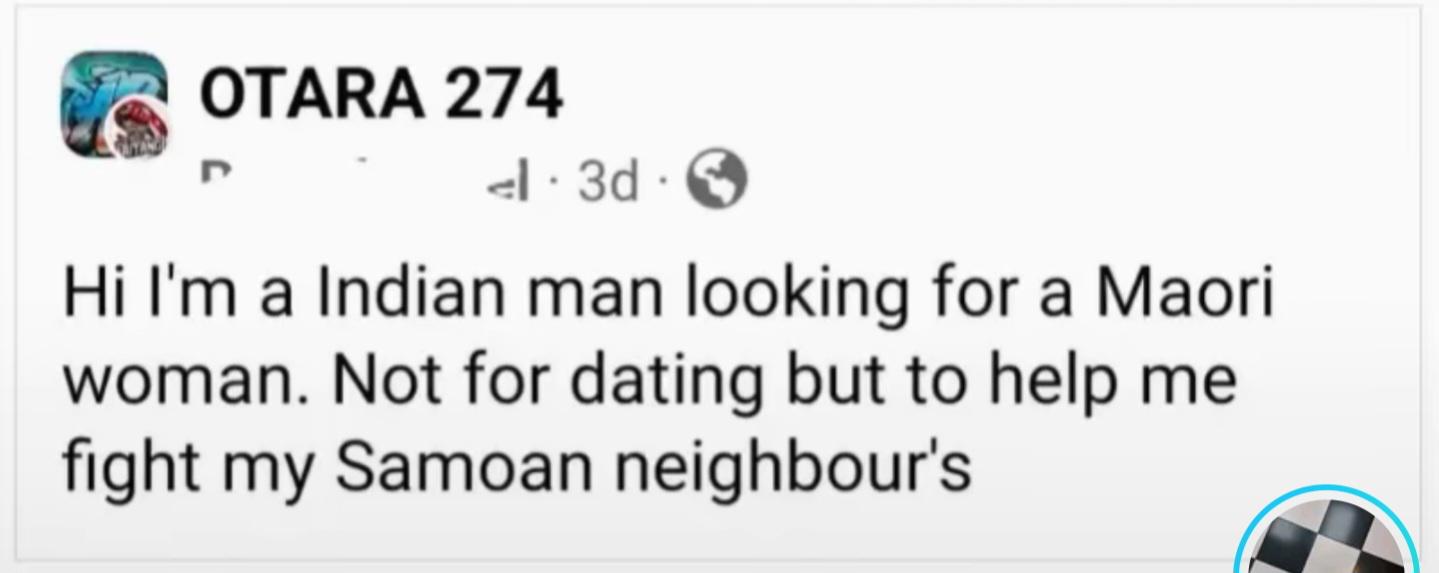 OTARA 274
· 3d ·
Hi I'm a Indian man looking for a Maori
woman. Not for dating but to help me
fight my Samoan neighbour's